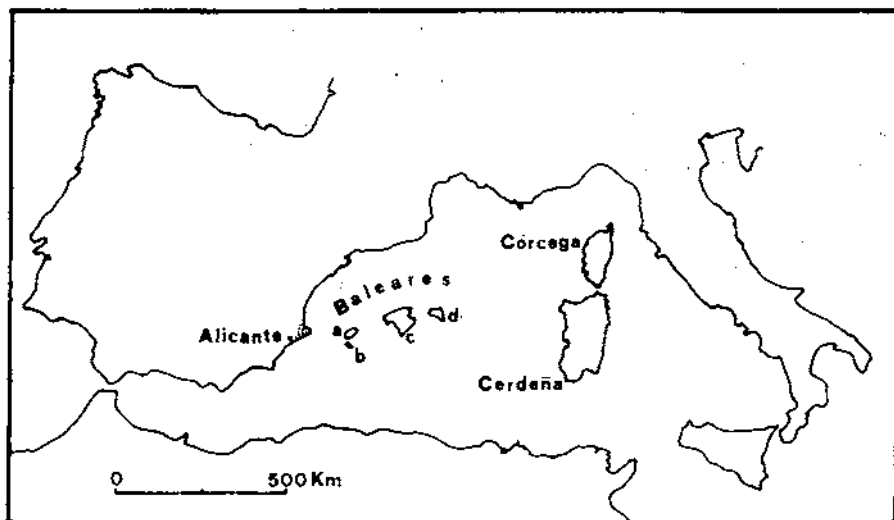 Córcega
Baleares
Alicante
a
b
c
d
Cerdeña
0 500 Km